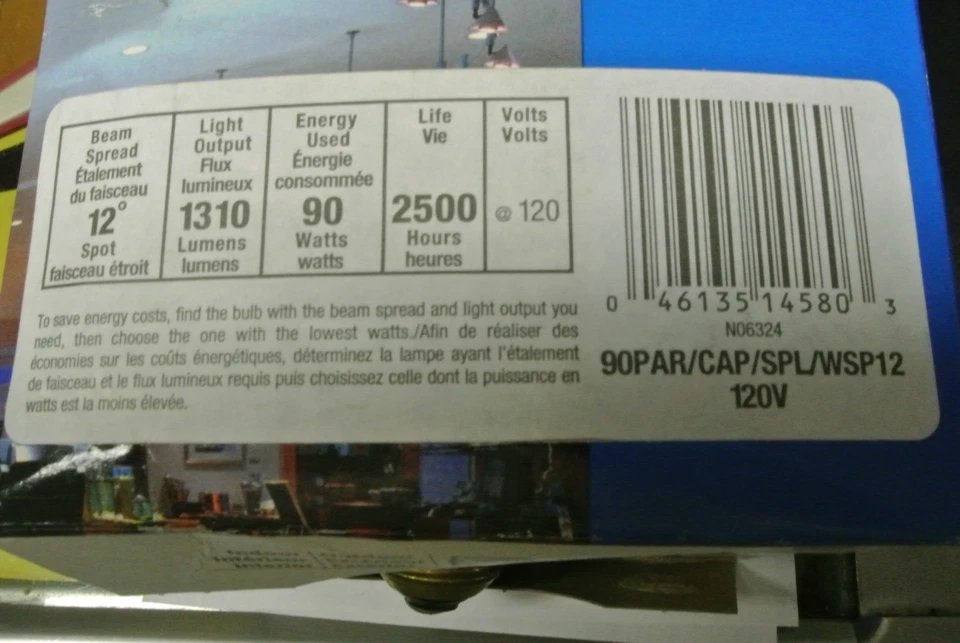 Beam
Spread
Étalement
du faisceau
12°
Spot
faisceau étroit
Light
Output
Flux
lumineux
1310
Lumens
lumens
Energy
Used
Énergie
consommée
90
Watts
watts
Life
Vie
2500
Hours
heures
Volts
Volts
@ 120
To save energy costs, find the bulb with the beam spread and light output you
need, then choose the one with the lowest watts./Afin de réaliser des
économies sur les coûts énergétiques, déterminez la lampe ayant l'étalement
de faisceau et le flux lumineux requis puis choisissez celle dont la puissance en
watts est la moins élevée.
0 46135 14580 3
N06324
90PAR/CAP/SPL/WSP12
120V